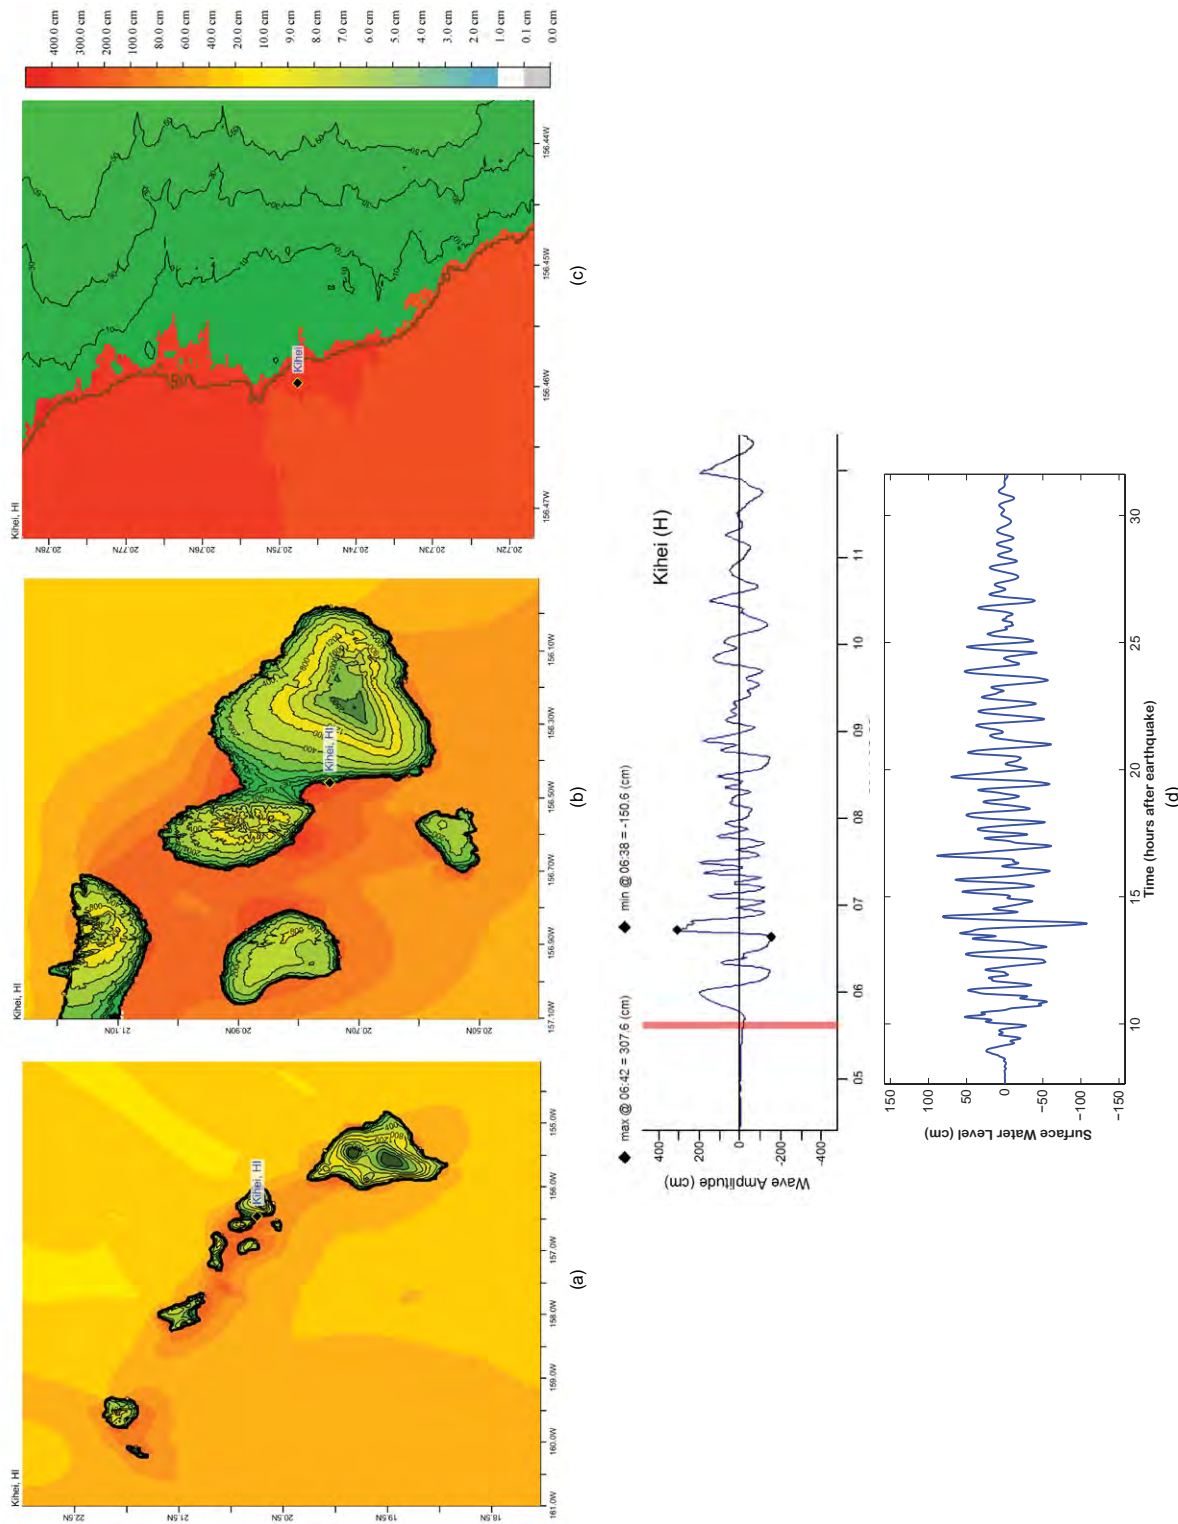 Kihei, HI
22.5N
21.5N
20.5N
19.5N
18.5N
161.0W
160.0W
159.0W
158.0W
157.0W
156.0W
155.0W
Kihei, HI
(a)
Kihei, HI
21.10N
20.90N
20.70N
20.50N
157.10W
156.90W
156.70W
156.50W
156.30W
156.10W
Kihei, HI
(b)
Kihei, HI
20.78N
20.77N
20.76N
20.75N
20.74N
20.73N
20.72N
156.47W
156.46W
156.45W
156.44W
Kihei
(c)
400.0 cm
300.0 cm
200.0 cm
100.0 cm
80.0 cm
60.0 cm
40.0 cm
20.0 cm
10.0 cm
9.0 cm
8.0 cm
7.0 cm
6.0 cm
5.0 cm
4.0 cm
3.0 cm
2.0 cm
1.0 cm
0.1 cm
0.0 cm
max @ 06:42 = 307.6 (cm)
min @ 06:38 = -150.6 (cm)
Kihei (H)
Wave Amplitude (cm)
400
200
0
-200
-400
05
06
07
08
09
10
11
Surface Water Level (cm)
150
100
50
0
-50
-100
-150
10
15
20
25
30
Time (hours after earthquake)
(d)